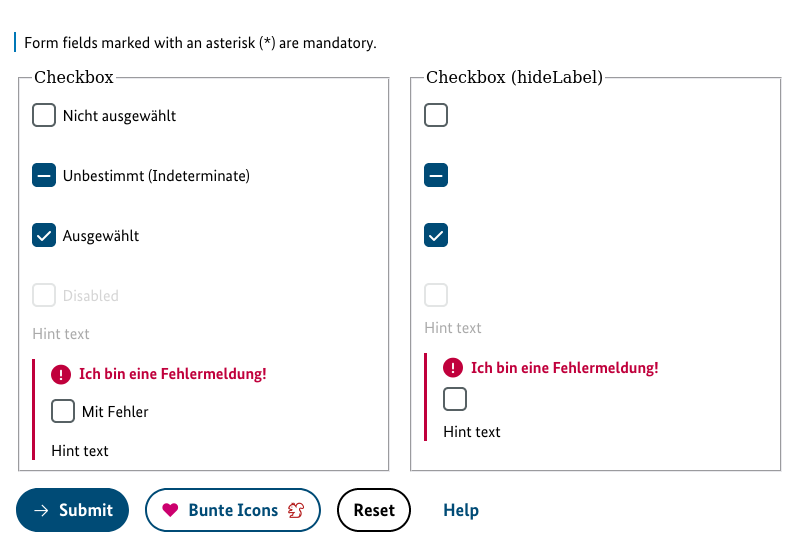 Form fields marked with an asterisk (*) are mandatory.
Checkbox
Nicht ausgewählt
Unbestimmt (Indeterminate)
Ausgewählt
Disabled
Hint text
Ich bin eine Fehlermeldung!
Mit Fehler
Hint text
Checkbox (hideLabel)
Hint text
Ich bin eine Fehlermeldung!
Hint text
Submit
Bunte Icons
Reset
Help